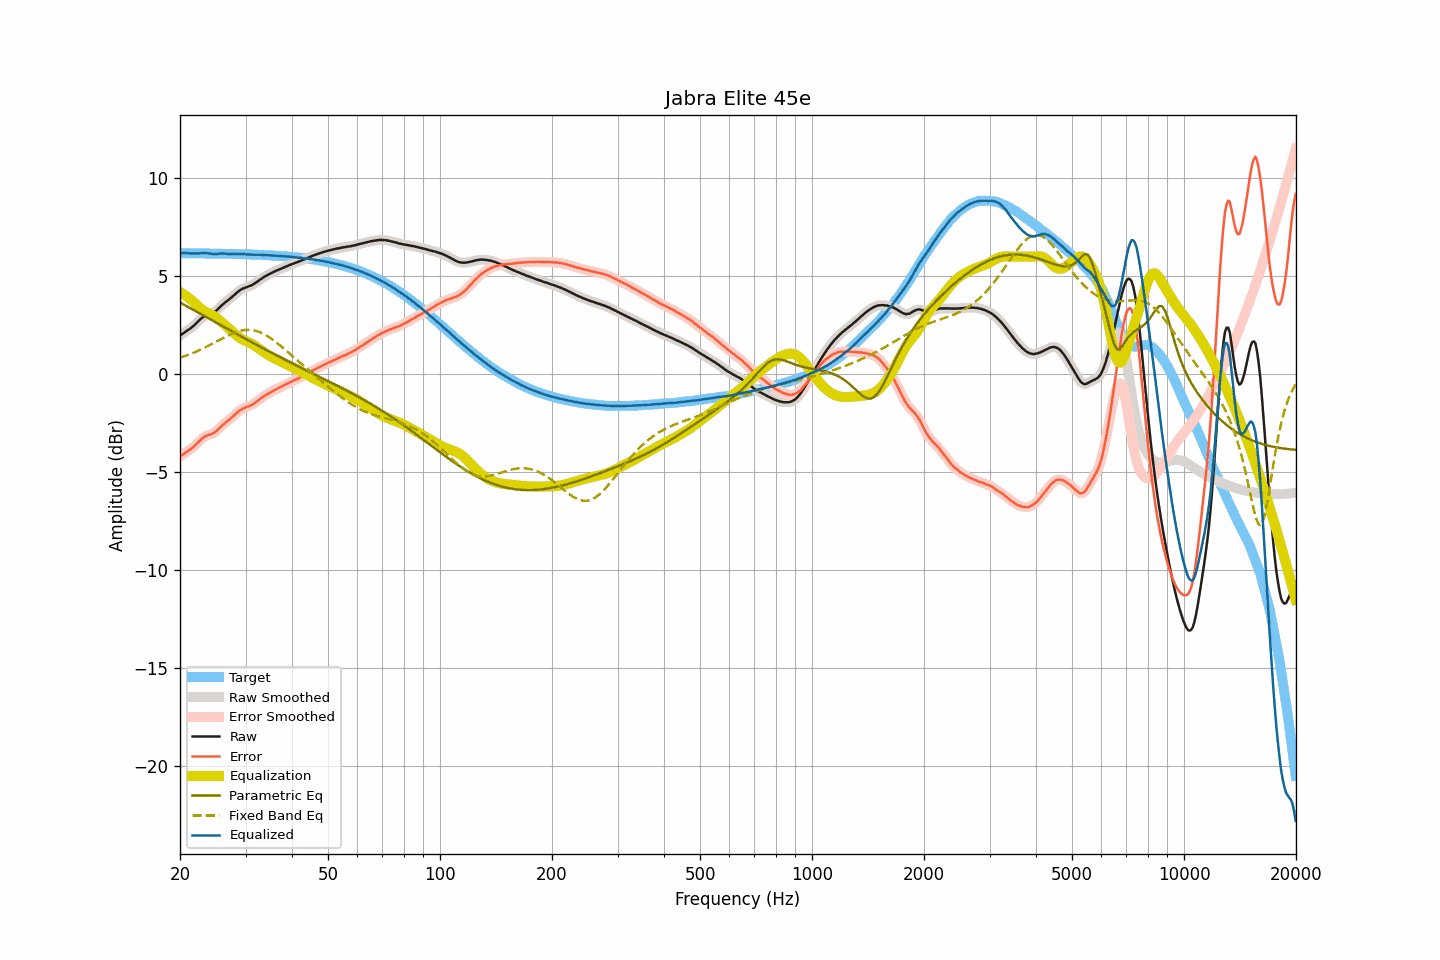 Jabra Elite 45e
Amplitude (dBr)
10
5
0
−5
−10
−15
−20
Target
Raw Smoothed
Error Smoothed
Raw
Error
Equalization
Parametric Eq
Fixed Band Eq
Equalized
20 50 100 200 500 1000 2000 5000 10000 20000
Frequency (Hz)